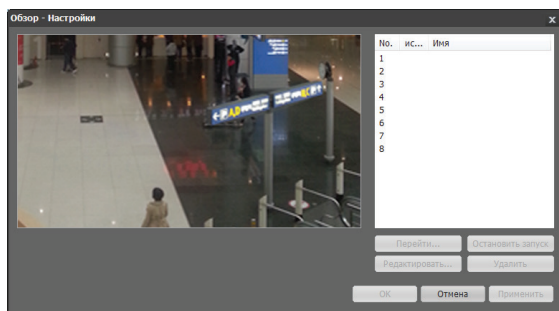 Обзор - Настройки
x
No. ис... Имя
1
2
3
4
5
6
7
8
Перейти... Остановить запуск
Редактировать... Удалить
OK Отмена Применить